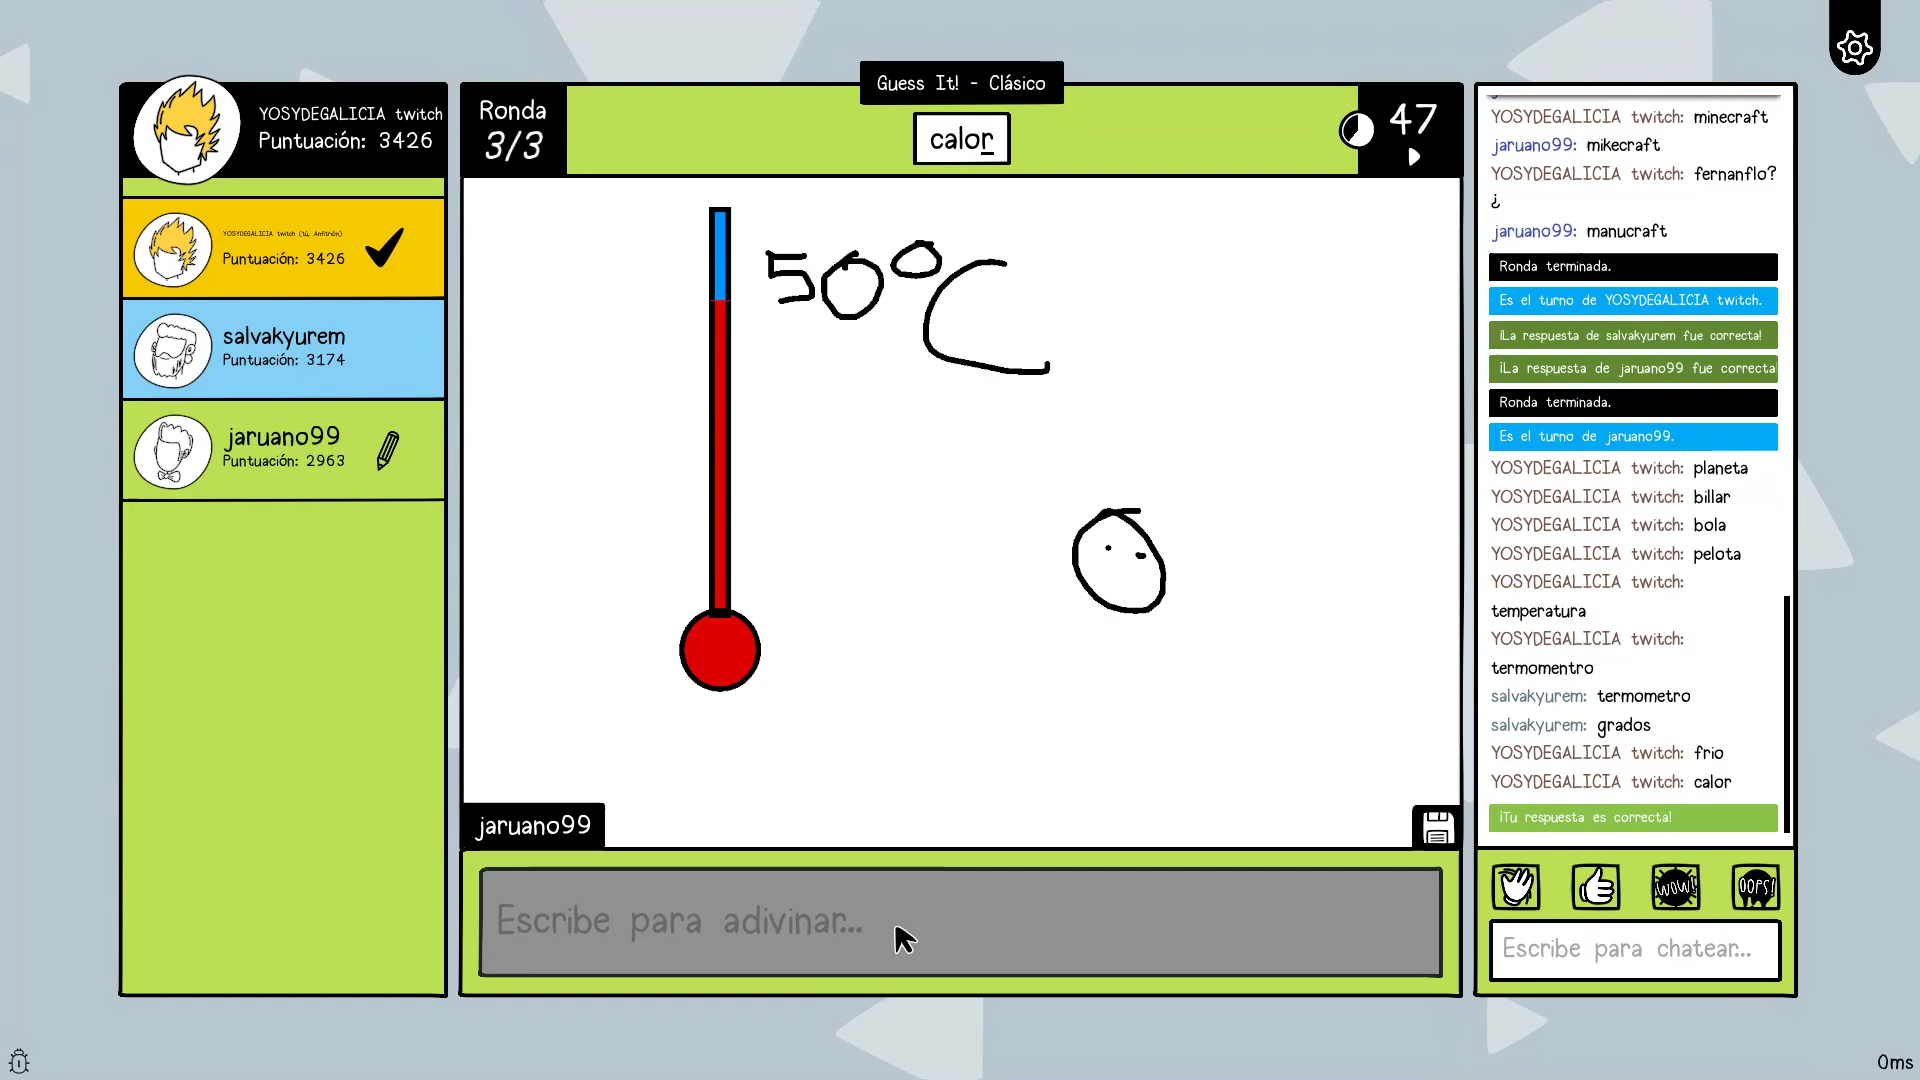 YOSYDEGALICIA twitch
Puntuación: 3426
YOSYDEGALICIA twitch (tú, Anfitrión)
Puntuación: 3426
salvakyurem
Puntuación: 3174
jaruano99
Puntuación: 2963
Guess It! - Clásico
Ronda
3/3
calor
47
50°C
jaruano99
Escribe para adivinar...
YOSYDEGALICIA twitch: minecraft
jaruano99: mikecraft
YOSYDEGALICIA twitch: fernanflo?
¿
jaruano99: manucraft
Ronda terminada.
Es el turno de YOSYDEGALICIA twitch.
¡La respuesta de salvakyurem fue correcta!
¡La respuesta de jaruano99 fue correcta
Ronda terminada.
Es el turno de jaruano99.
YOSYDEGALICIA twitch: planeta
YOSYDEGALICIA twitch: billar
YOSYDEGALICIA twitch: bola
YOSYDEGALICIA twitch: pelota
YOSYDEGALICIA twitch:
temperatura
YOSYDEGALICIA twitch:
termomentro
salvakyurem: termometro
salvakyurem: grados
YOSYDEGALICIA twitch: frio
YOSYDEGALICIA twitch: calor
¡Tu respuesta es correcta!
WOW!
OOPS!
Escribe para chatear...
0ms